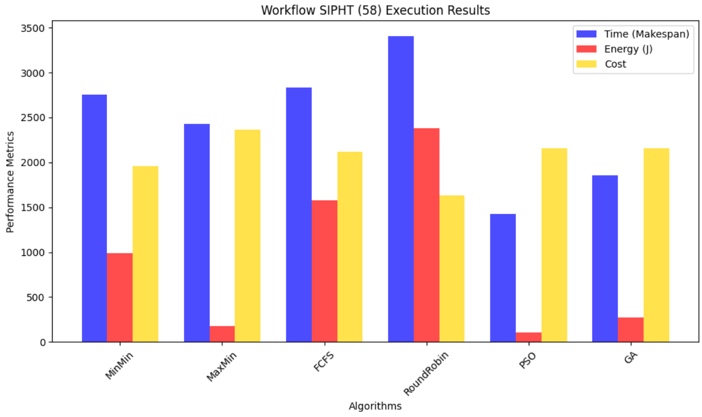 Workflow SIPHT (58) Execution Results
Time (Makespan)
Energy (J)
Cost
Performance Metrics
3500
3000
2500
2000
1500
1000
500
0
MinMin
MaxMin
FCFS
RoundRobin
PSO
GA
Algorithms